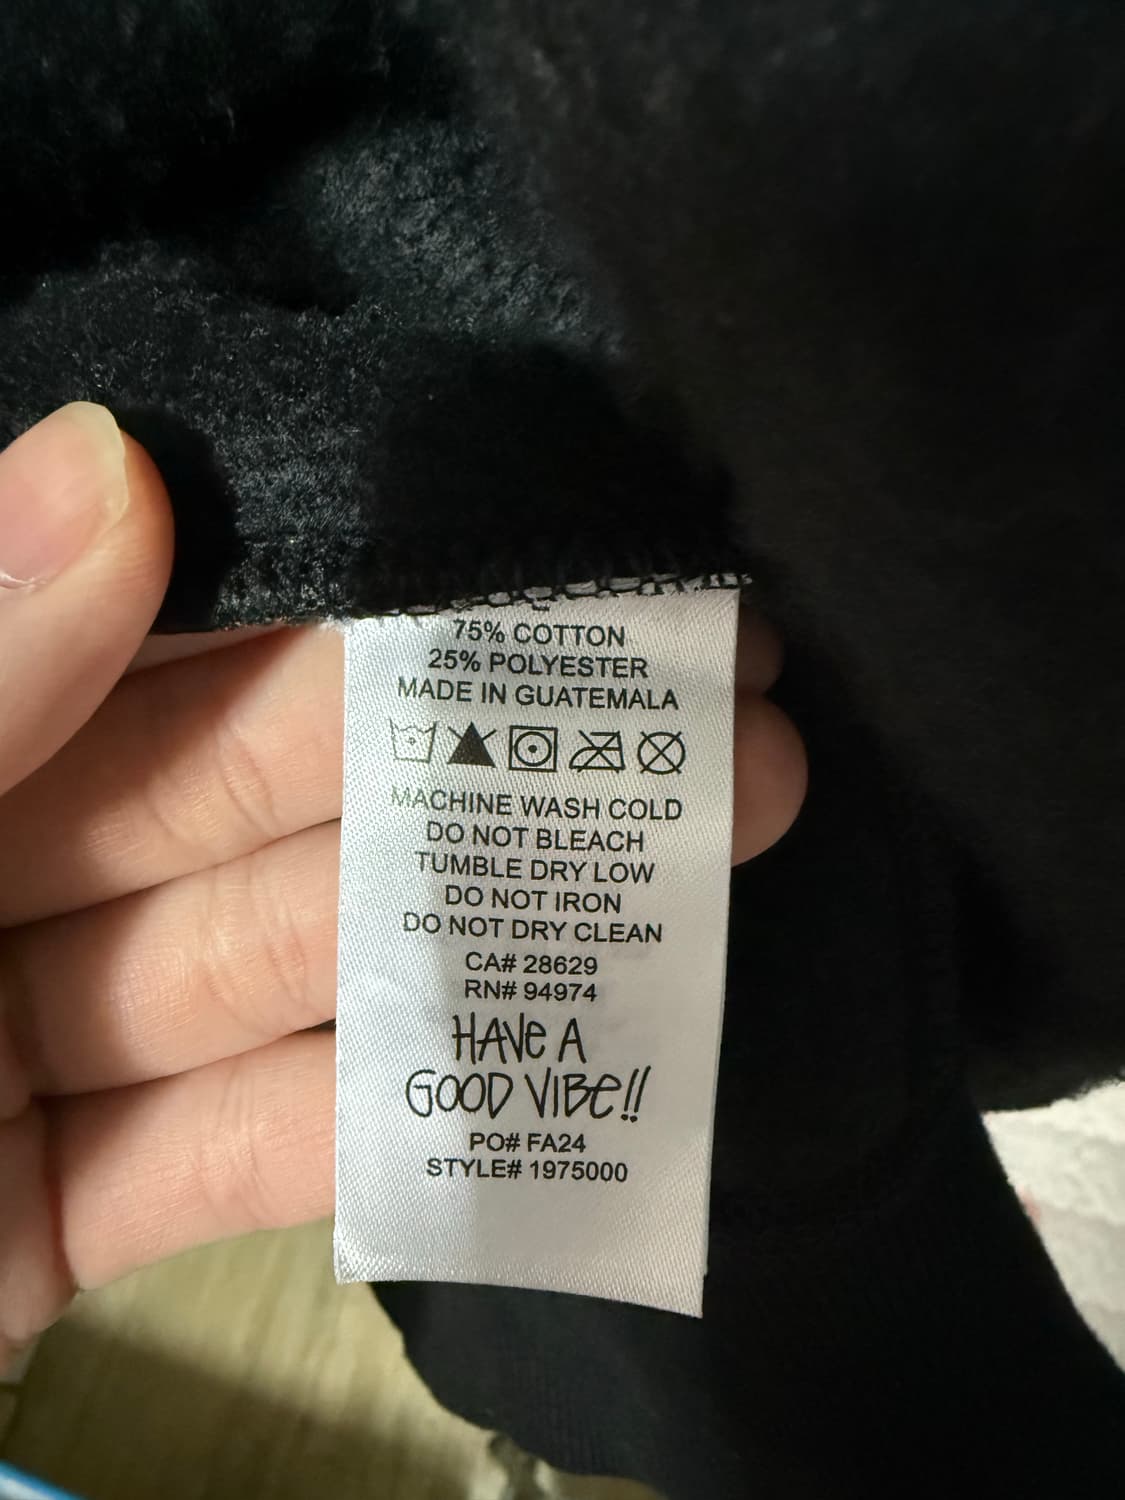 75% COTTON
25% POLYESTER
MADE IN GUATEMALA
MACHINE WASH COLD
DO NOT BLEACH
TUMBLE DRY LOW
DO NOT IRON
DO NOT DRY CLEAN
CA# 28629
RN# 94974
HAVe A
GOOD VIBe!!
PO# FA24
STYLE# 1975000